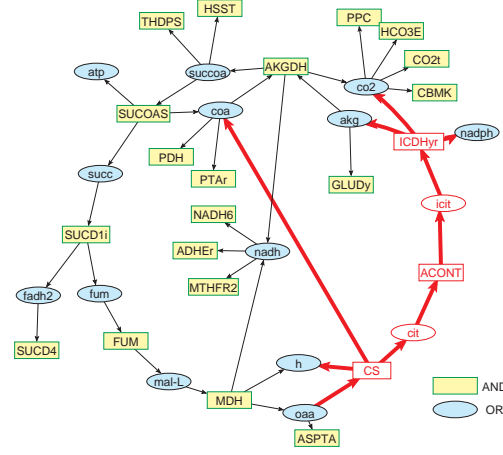 HSST
THDPS
PPC
HCO3E
atp
succoa
AKGDH
CO2t
co2
CBMK
SUCOAS
coa
akg
ICDHyr
nadph
PDH
succ
PTAr
GLUDy
icit
NADH6
SUCD1i
ADHEr
nadh
ACONT
MTHFR2
fadh2
fum
cit
SUCD4
FUM
h
CS
mal-L
MDH
AND
oaa
OR
ASPTA